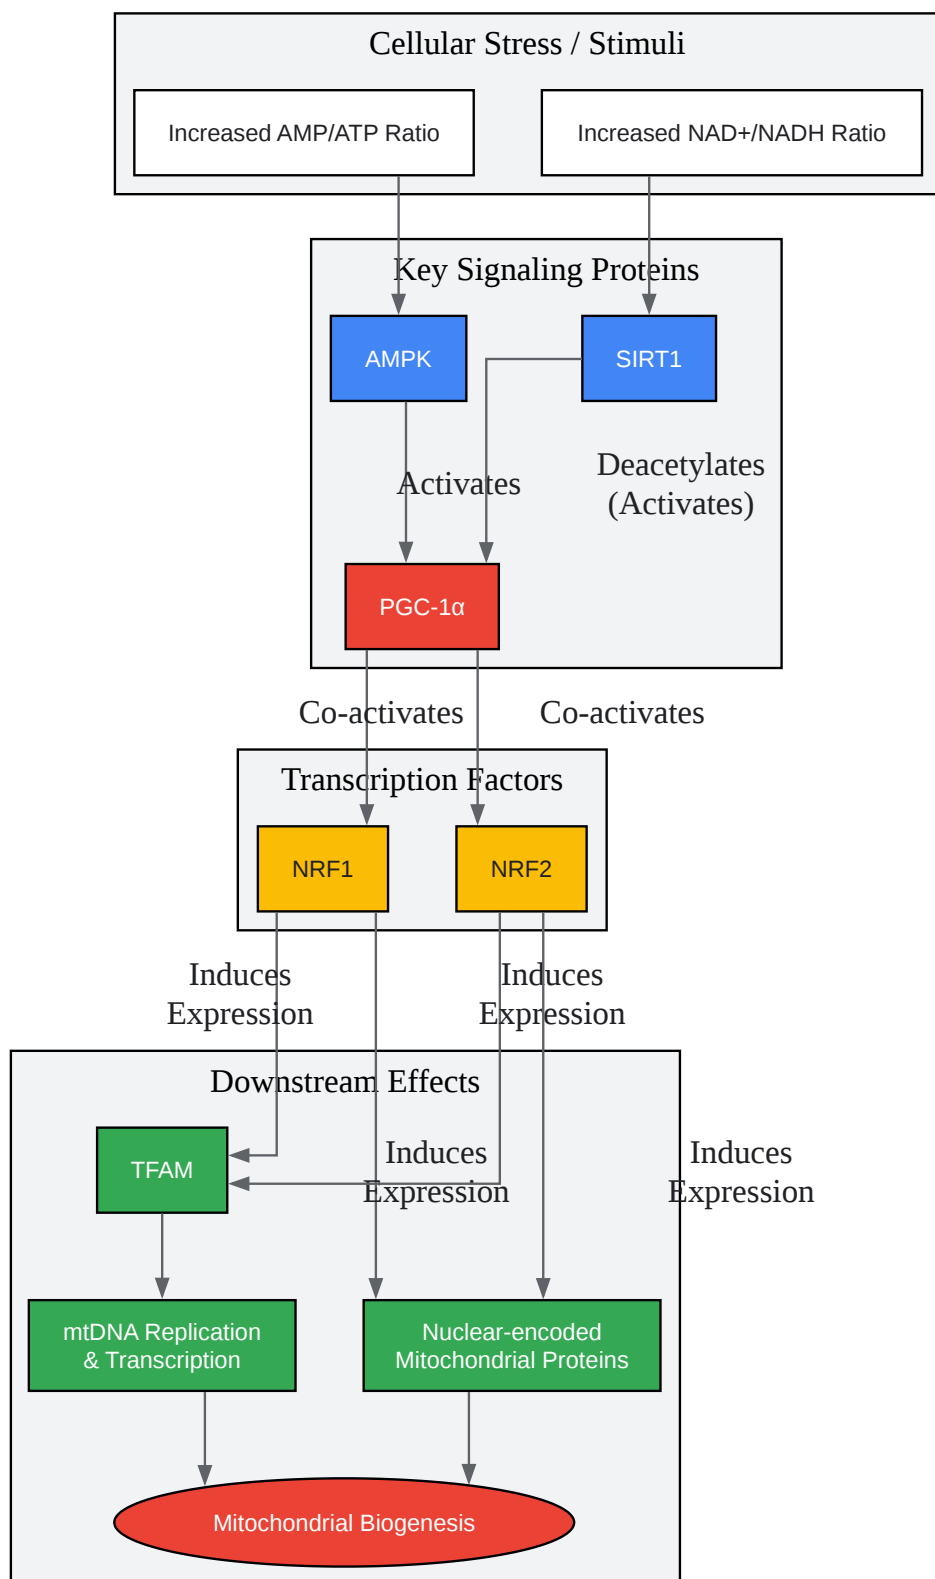 Cellular Stress / Stimuli
Increased AMP/ATP Ratio
Increased NAD+/NADH Ratio
Key Signaling Proteins
AMPK
SIRT1
Activates
Deacetylates
(Activates)
PGC-1α
Co-activates
Co-activates
Transcription Factors
NRF1
NRF2
Induces
Expression
Induces
Expression
Downstream Effects
TFAM
Induces
Expression
Induces
Expression
mtDNA Replication
& Transcription
Nuclear-encoded
Mitochondrial Proteins
Mitochondrial Biogenesis